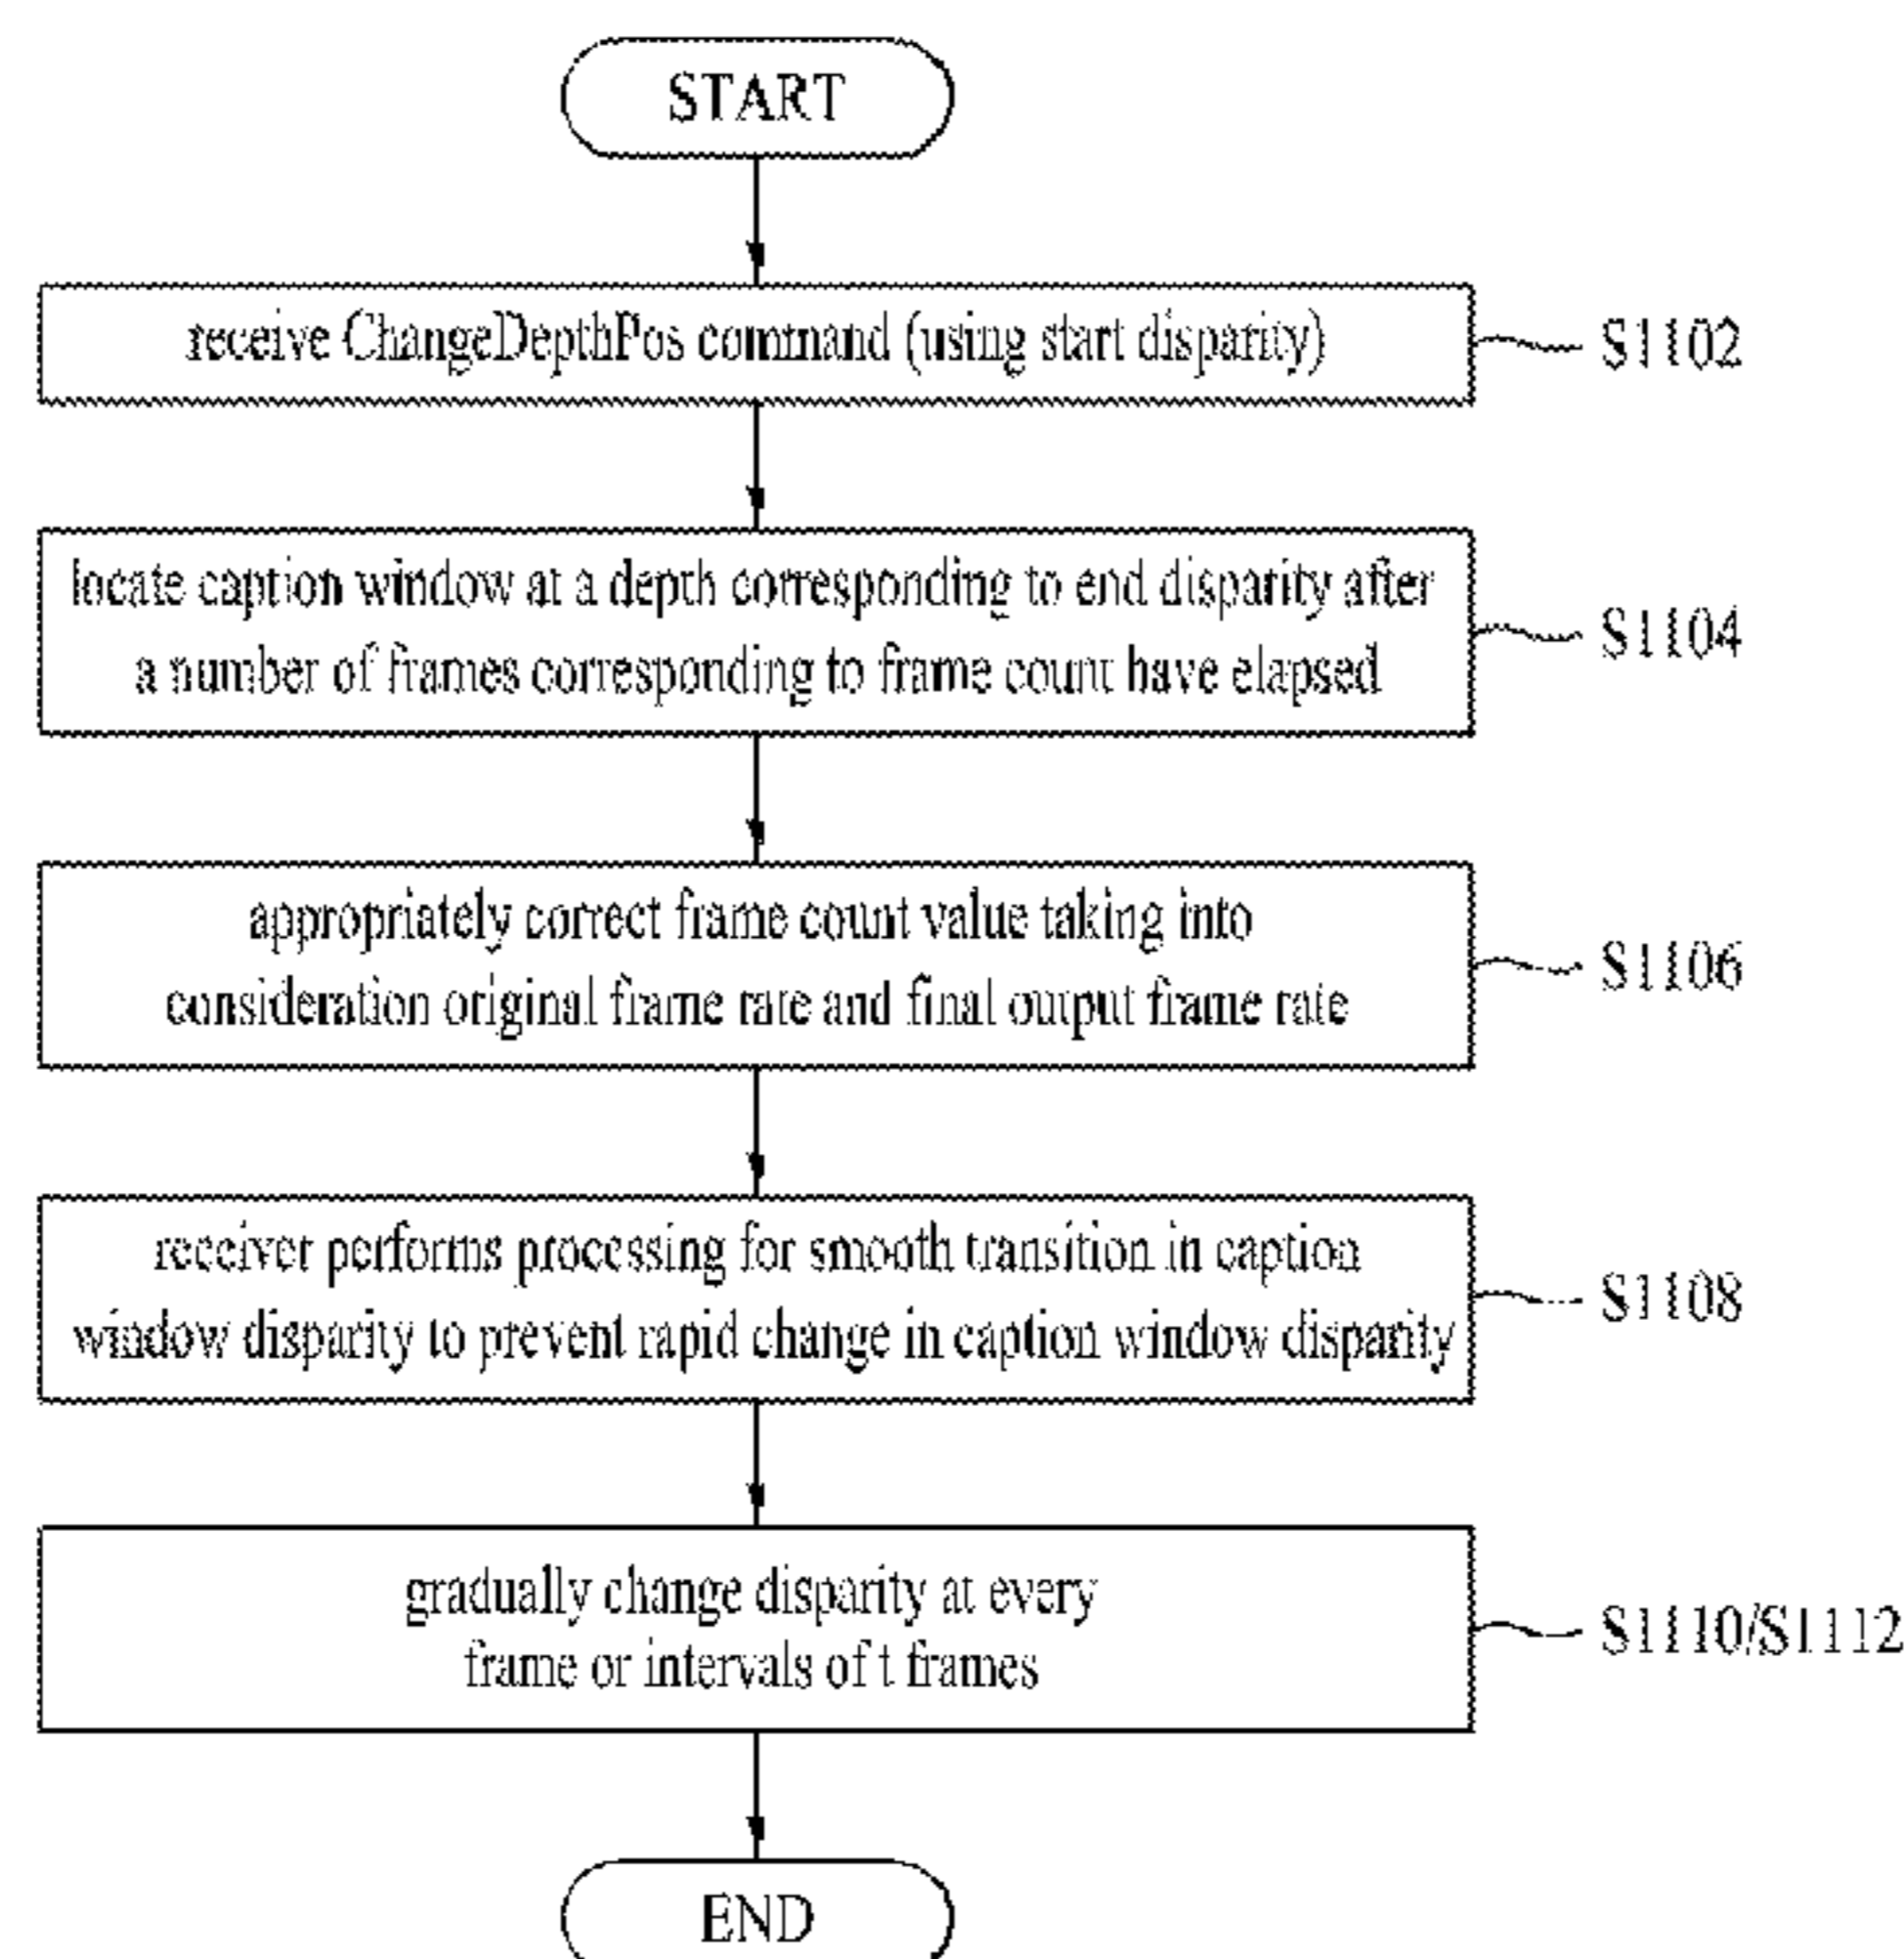 START
receive ChangeDepthPos command (using start disparity)
S1102
locate caption window at a depth corresponding to end disparity after
a number of frames corresponding to frame count have elapsed
S1104
appropriately correct frame count value taking into
consideration original frame rate and final output frame rate
S1106
receiver performs processing for smooth transition in caption
window disparity to prevent rapid change in caption window disparity
S1108
gradually change disparity at every
frame or intervals of t frames
S1110/S1112
END